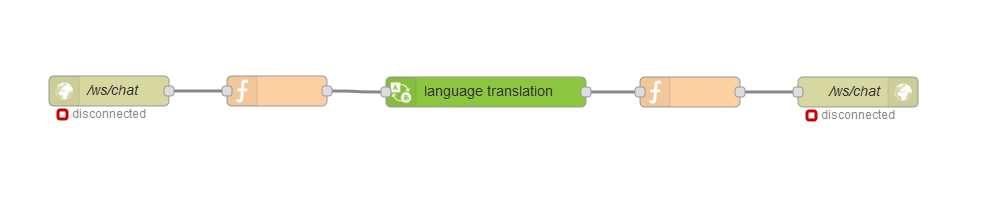 /ws/chat
language translation
/ws/chat
disconnected
disconnected